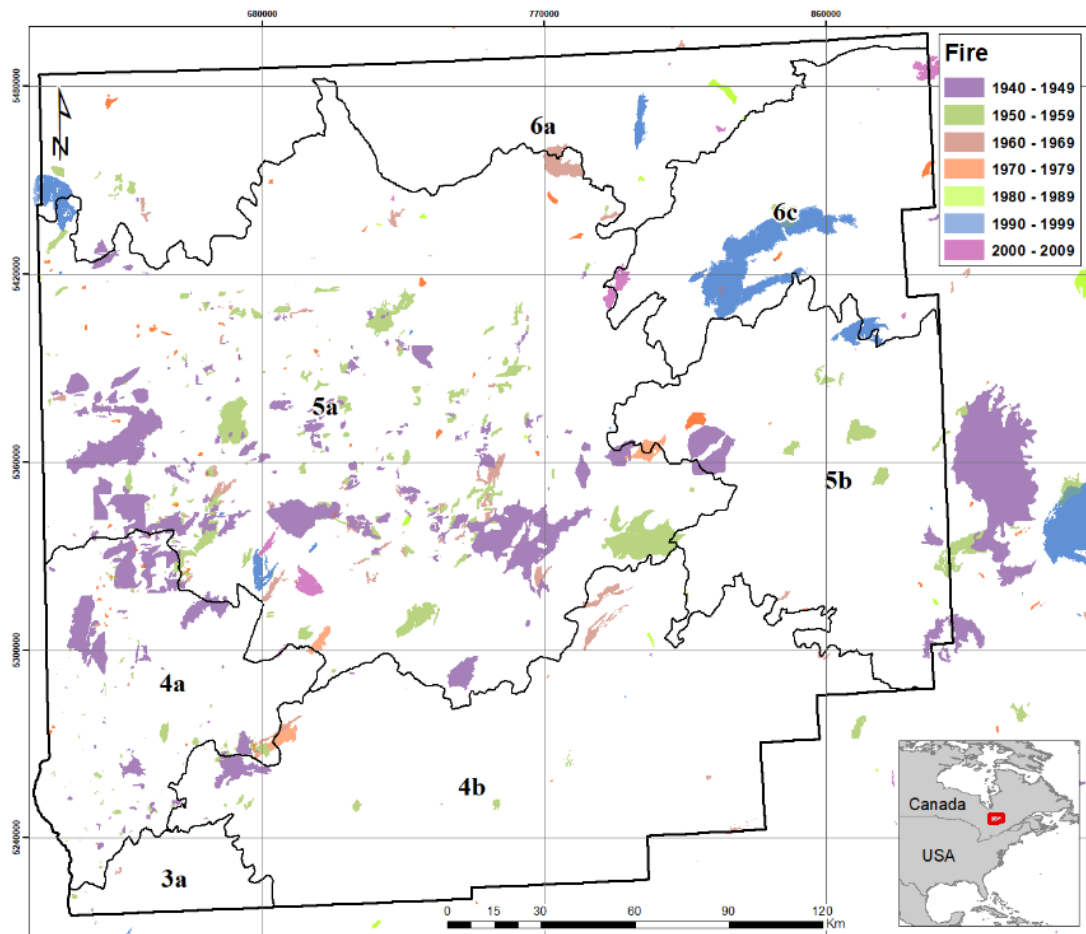 680000 770000 860000
Fire
1940 - 1949
1950 - 1959
1960 - 1969
1970 - 1979
1980 - 1989
1990 - 1999
2000 - 2009
5480000
N
6a
6c
5420000
5a
5360000
5b
5300000
4a
4b
5240000
3a
Canada
USA
0 15 30 60 90 120
Km